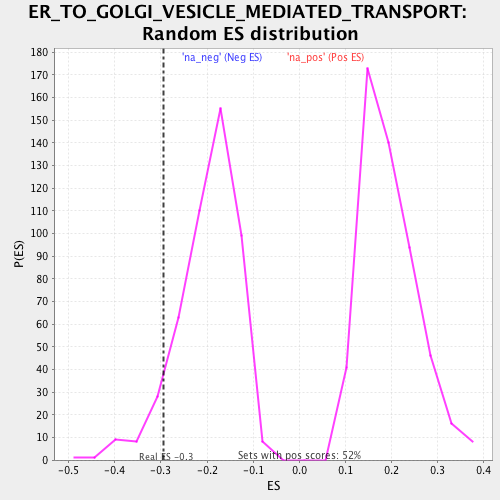 ER_TO_GOLGI_VESICLE_MEDIATED_TRANSPORT:
Random ES distribution
'na_neg' (Neg ES) 'na_pos' (Pos ES)
180
170
160
150
140
130
120
110
100
90
80
70
60
50
40
30
20
10
0
P(ES)
Real ES -0.3 Sets with pos scores: 52%
-0.5 -0.4 -0.3 -0.2 -0.1 0.0 0.1 0.2 0.3 0.4
ES